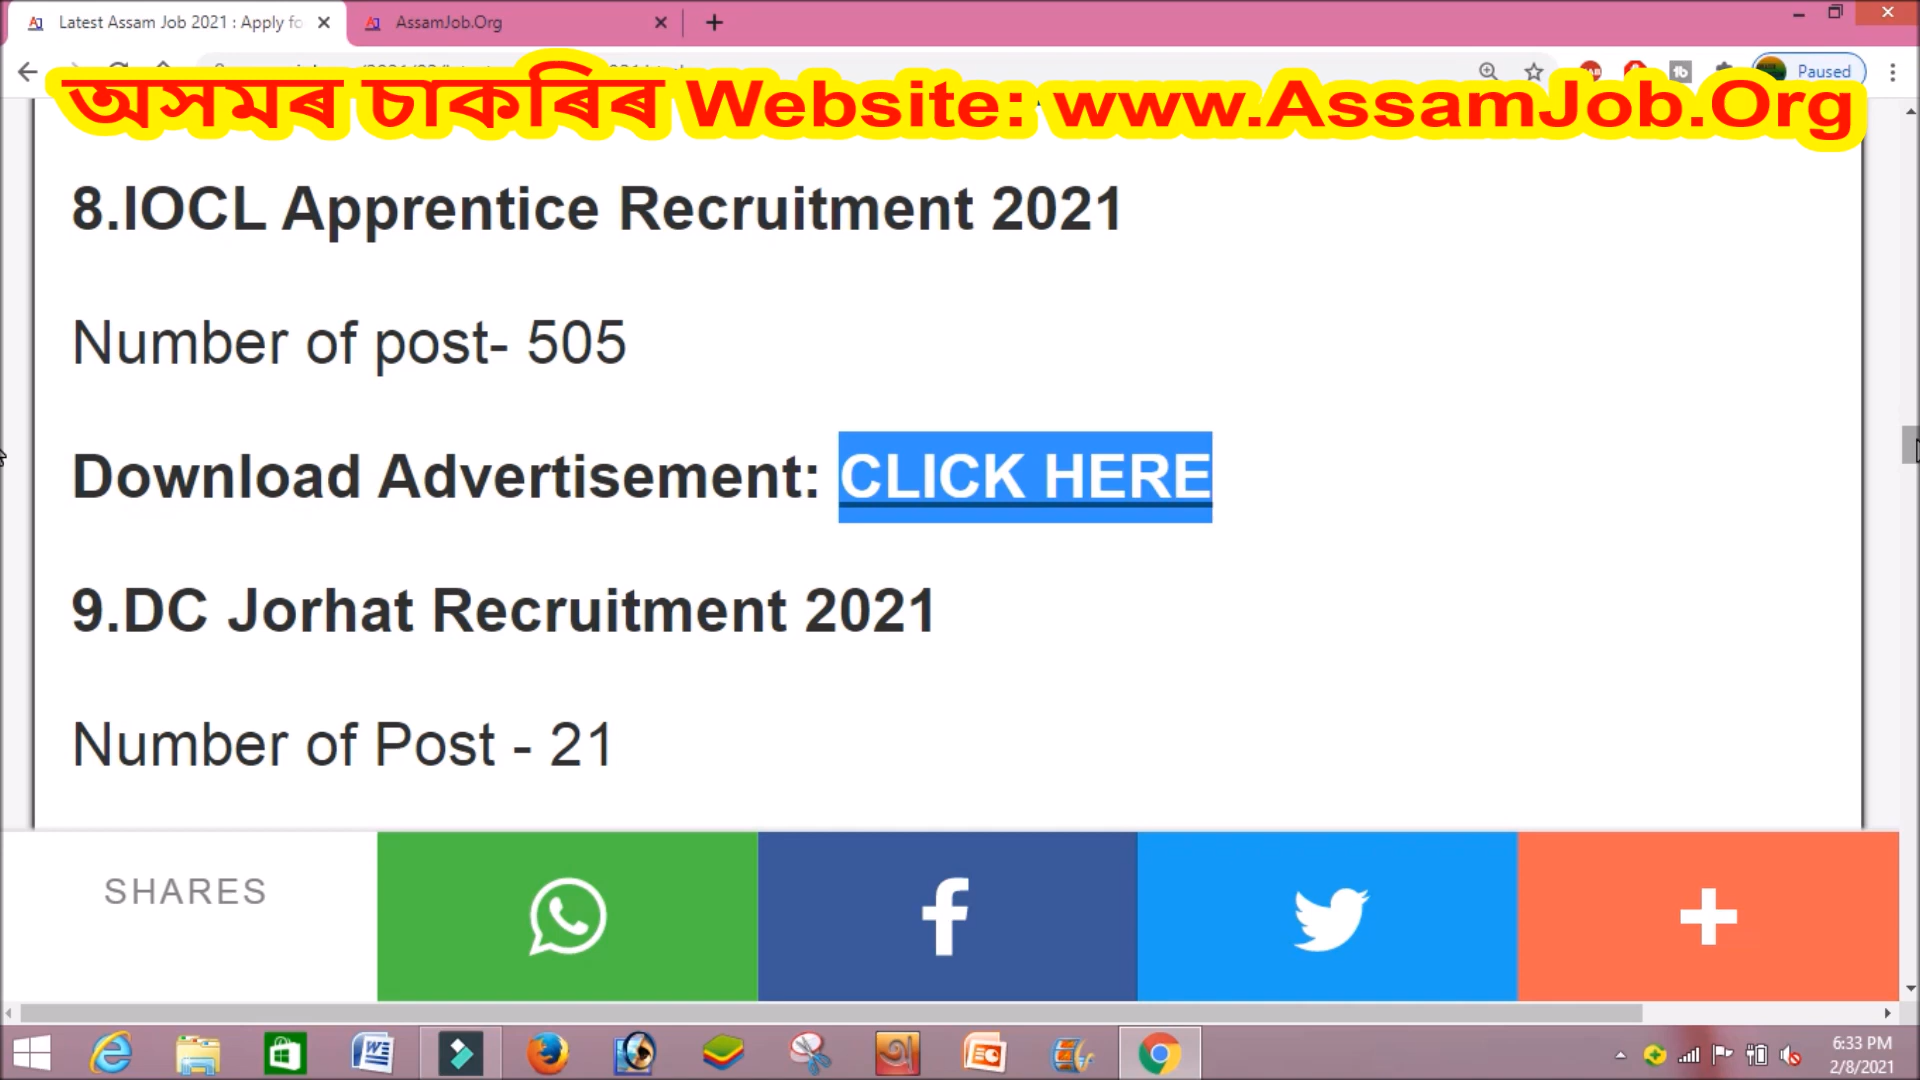 Latest Assam Job 2021 : Apply fo
AssamJob.Org
Paused
অসমৰ চাকৰিৰ Website: www.AssamJob.Org
8.IOCL Apprentice Recruitment 2021
Number of post- 505
Download Advertisement: CLICK HERE
9.DC Jorhat Recruitment 2021
Number of Post - 21
SHARES
6:33 PM
2/8/2021